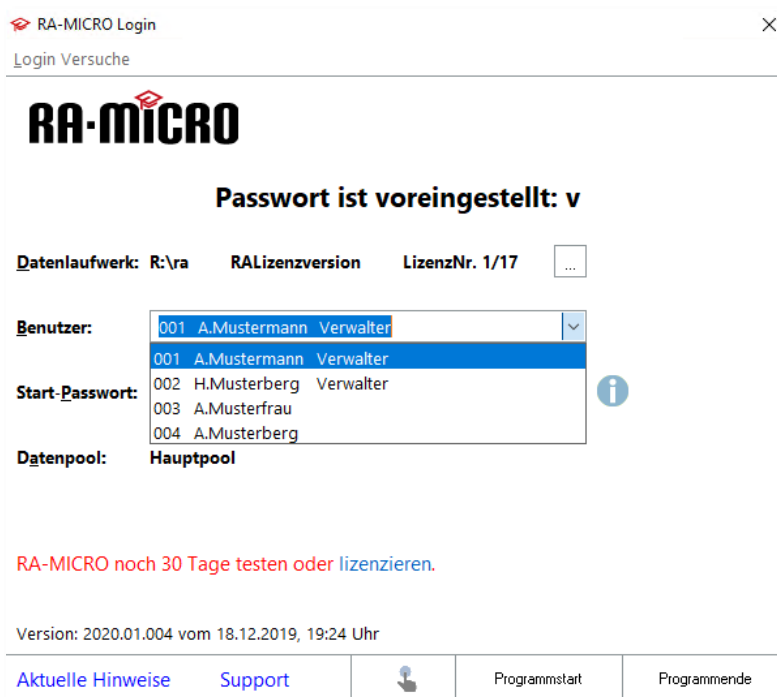 RA-MICRO Login
Login Versuche
RA-MICRO
Passwort ist voreingestellt: v
Datenlaufwerk: R:\ra RALizenzversion LizenzNr. 1/17 ...
Benutzer: 001 A.Mustermann Verwalter
001 A.Mustermann Verwalter
002 H.Musterberg Verwalter
Start-Passwort:
003 A.Musterfrau
004 A.Musterberg
Datenpool: Hauptpool
RA-MICRO noch 30 Tage testen oder lizenzieren.
Version: 2020.01.004 vom 18.12.2019, 19:24 Uhr
Aktuelle Hinweise Support Programmstart Programmende